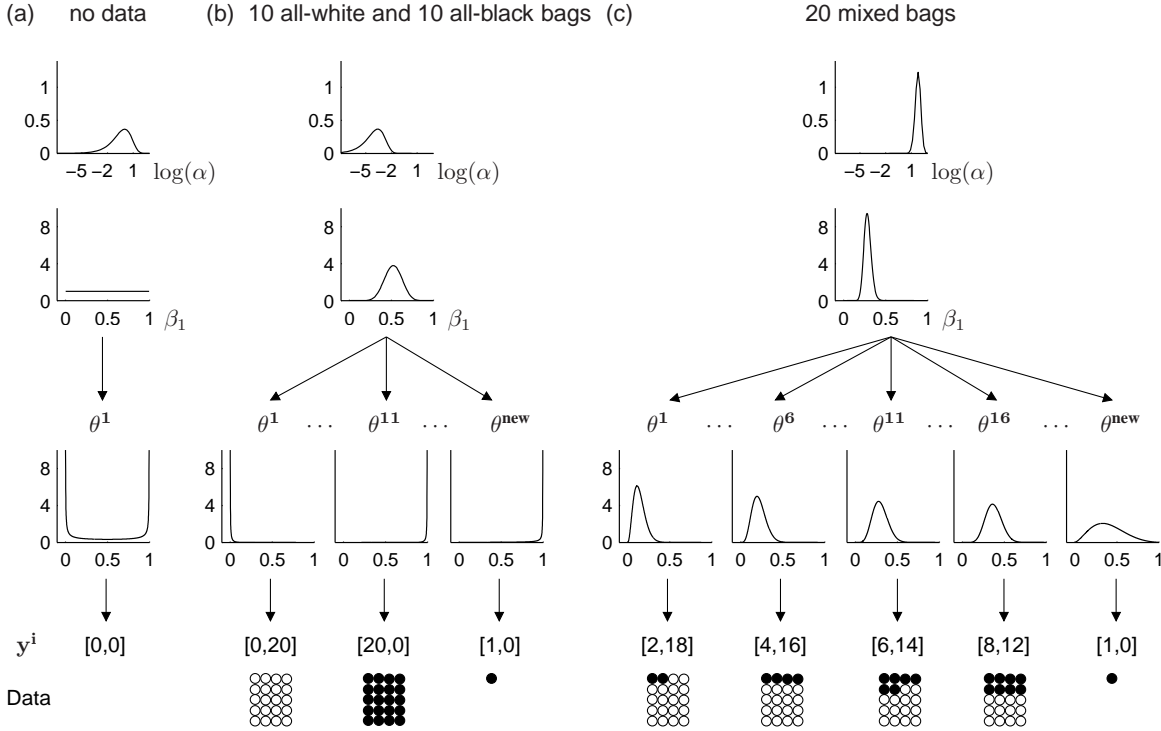 (a) no data (b) 10 all-white and 10 all-black bags (c) 20 mixed bags
1 1 1
0.5 0.5 0.5
0 0 0
−5 −2 1 log(α) −5 −2 1 log(α) −5 −2 1 log(α)
8 8 8
4 4 4
0 0 0
0 0.5 1 β₁ 0 0.5 1 β₁ 0 0.5 1 β₁
θ¹ θ¹ ... θ¹¹ ... θⁿᵉʷ θ¹ ... θ⁶ ... θ¹¹ ... θ¹⁶ ... θⁿᵉʷ
8 8 8
4 4 4
0 0 0
0 0.5 1 0 0.5 1 0 0.5 1 0 0.5 1 0 0.5 1 0 0.5 1 0 0.5 1 0 0.5 1 0 0.5 1
yⁱ [0,0] [0,20] [20,0] [1,0] [2,18] [4,16] [6,14] [8,12] [1,0]
Data